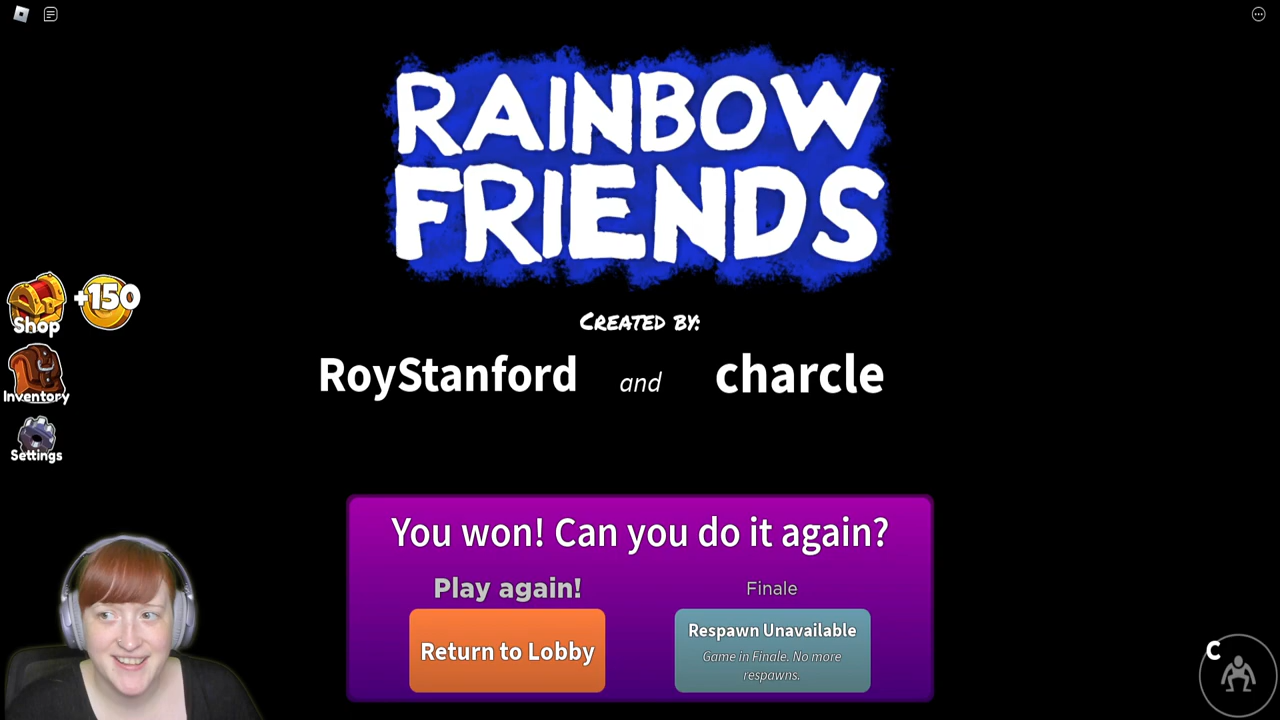 RAINBOW
FRIENDS
CREATED BY:
RoyStanford and charcle
+150
Shop
Inventory
Settings
You won! Can you do it again?
Play again!
Finale
Return to Lobby
Respawn Unavailable
Game in Finale. No more
respawns.
C